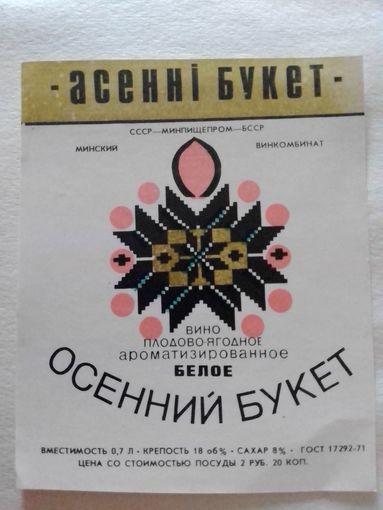 - асенні букет -
СССР—МИНПИЩЕПРОМ—БССР
МИНСКИЙ ВИНКОМБИНАТ
ВИНО
ПЛОДОВО-ЯГОДНОЕ
ароматизированное
БЕЛОЕ
ОСЕННИЙ БУКЕТ
ВМЕСТИМОСТЬ 0,7 Л • КРЕПОСТЬ 18 об% • САХАР 8% • ГОСТ 17292-71
ЦЕНА СО СТОИМОСТЬЮ ПОСУДЫ 2 РУБ. 20 КОП.